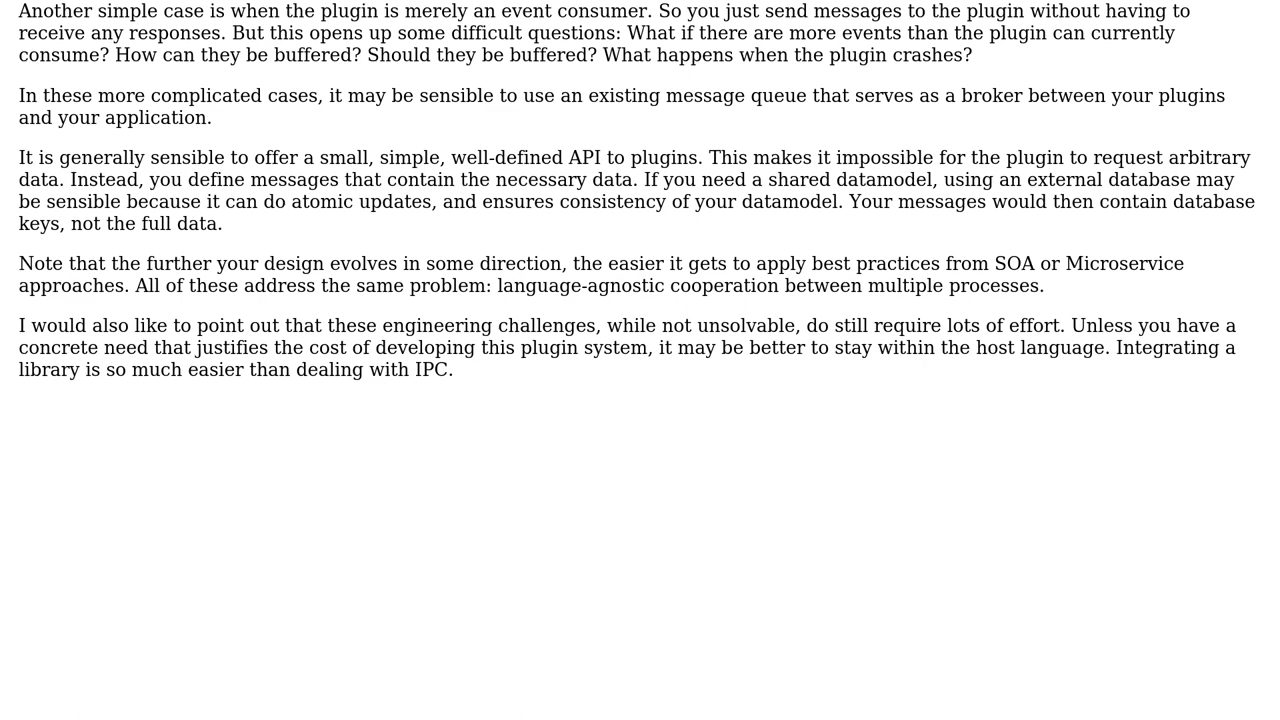 Another simple case is when the plugin is merely an event consumer. So you just send messages to the plugin without having to
receive any responses. But this opens up some difficult questions: What if there are more events than the plugin can currently
consume? How can they be buffered? Should they be buffered? What happens when the plugin crashes?
In these more complicated cases, it may be sensible to use an existing message queue that serves as a broker between your plugins
and your application.
It is generally sensible to offer a small, simple, well-defined API to plugins. This makes it impossible for the plugin to request arbitrary
data. Instead, you define messages that contain the necessary data. If you need a shared datamodel, using an external database may
be sensible because it can do atomic updates, and ensures consistency of your datamodel. Your messages would then contain database
keys, not the full data.
Note that the further your design evolves in some direction, the easier it gets to apply best practices from SOA or Microservice
approaches. All of these address the same problem: language-agnostic cooperation between multiple processes.
I would also like to point out that these engineering challenges, while not unsolvable, do still require lots of effort. Unless you have a
concrete need that justifies the cost of developing this plugin system, it may be better to stay within the host language. Integrating a
library is so much easier than dealing with IPC.